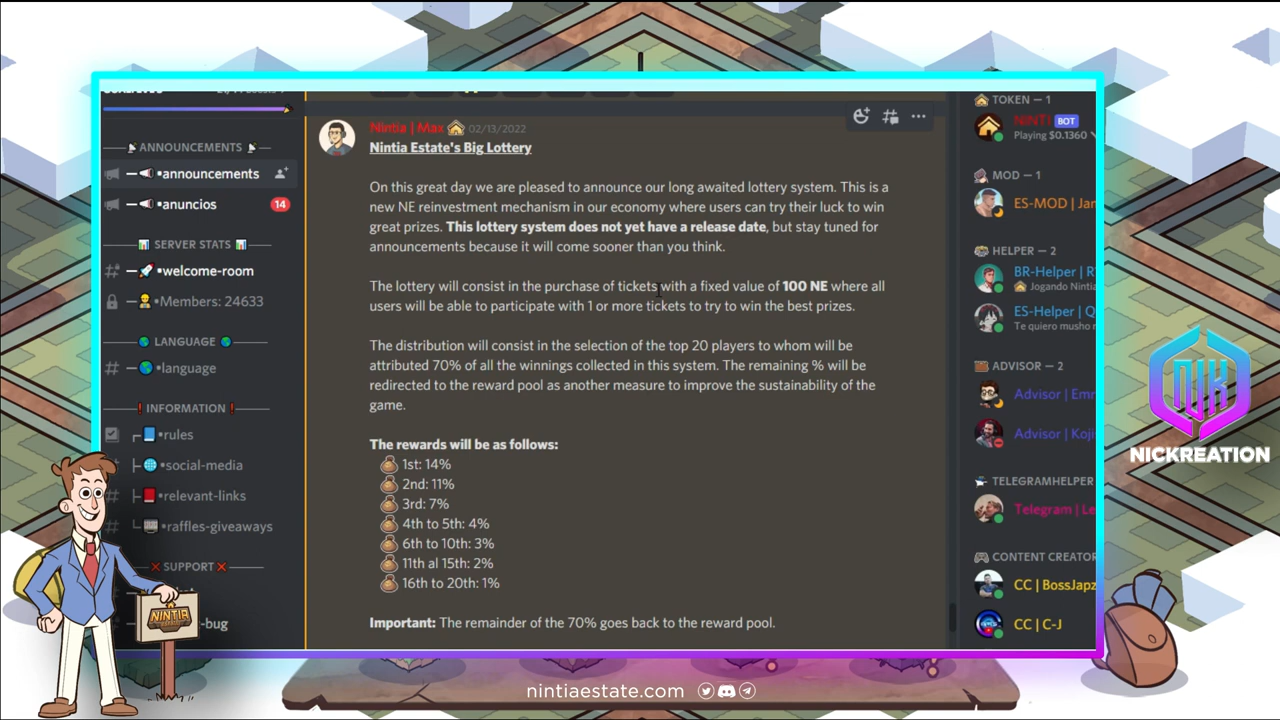 ANNOUNCEMENTS
•announcements
•anuncios
14
SERVER STATS
•welcome-room
•Members: 24633
LANGUAGE
•language
INFORMATION
•rules
•social-media
•relevant-links
•raffles-giveaways
SUPPORT
-bug
Nintia | Max 02/13/2022
Nintia Estate's Big Lottery
On this great day we are pleased to announce our long awaited lottery system. This is a
new NE reinvestment mechanism in our economy where users can try their luck to win
great prizes. This lottery system does not yet have a release date, but stay tuned for
announcements because it will come sooner than you think.
The lottery will consist in the purchase of tickets with a fixed value of 100 NE where all
users will be able to participate with 1 or more tickets to try to win the best prizes.
The distribution will consist in the selection of the top 20 players to whom will be
attributed 70% of all the winnings collected in this system. The remaining % will be
redirected to the reward pool as another measure to improve the sustainability of the
game.
The rewards will be as follows:
1st: 14%
2nd: 11%
3rd: 7%
4th to 5th: 4%
6th to 10th: 3%
11th al 15th: 2%
16th to 20th: 1%
Important: The remainder of the 70% goes back to the reward pool.
TOKEN — 1
BOT
Playing $0.1360
MOD — 1
ES-MOD | Jar
HELPER — 2
BR-Helper | R
Jogando Ninti
ES-Helper | Q
Te quiero musho
ADVISOR — 2
Advisor | Em
Advisor | Koji
TELEGRAMHELPER
Telegram | Le
CONTENT CREATOR
CC | BossJapz
CC | C-J
NICKREATION
NINTIA
nintiaestate.com